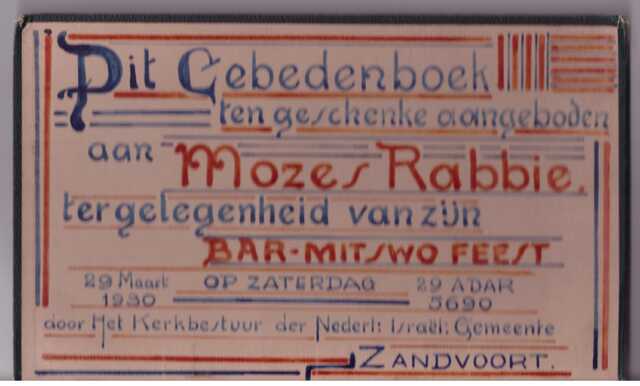 Dit Gebedenboek
ten geschenke aangeboden
aan Mozes Rabbie.
ter gelegenheid van zijn
BAR-MITSWO FEEST
29 Maart OP ZATERDAG 29 ADAR
1930 5690
door Het Kerkbestuur der Nederl: Israël: Gemeente
ZANDVOORT.